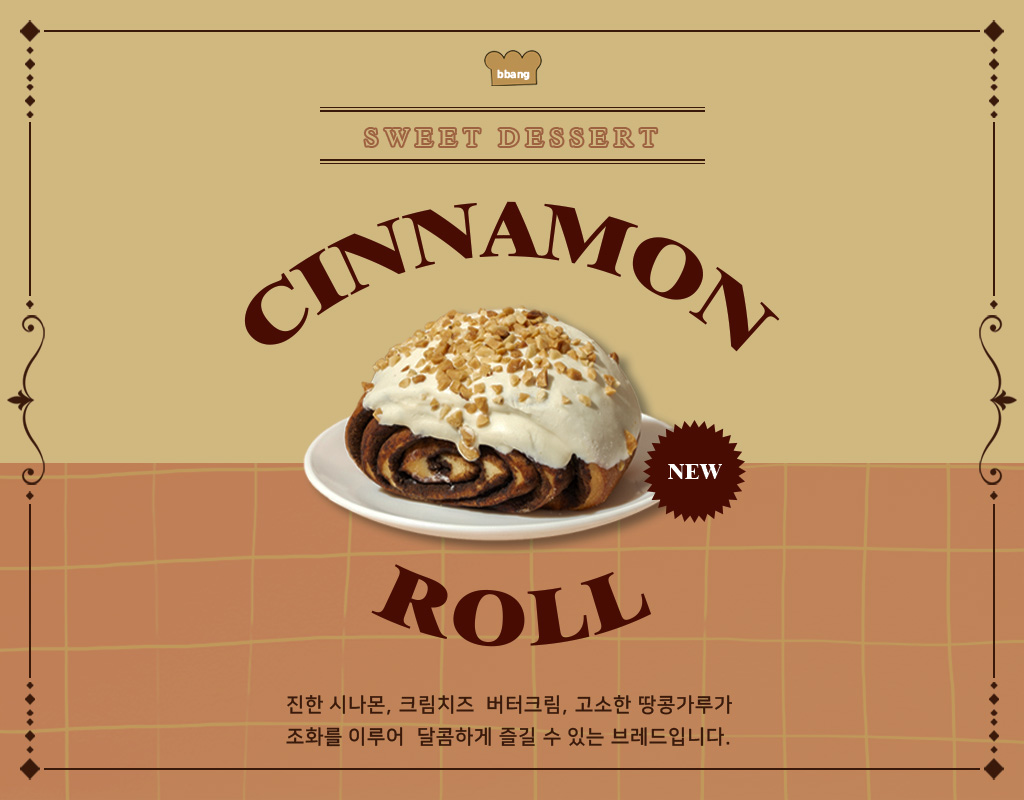 bbang
SWEET DESSERT
CINNAMON
NEW
ROLL
진한 시나몬, 크림치즈 버터크림, 고소한 땅콩가루가
조화를 이루어 달콤하게 즐길 수 있는 브레드입니다.